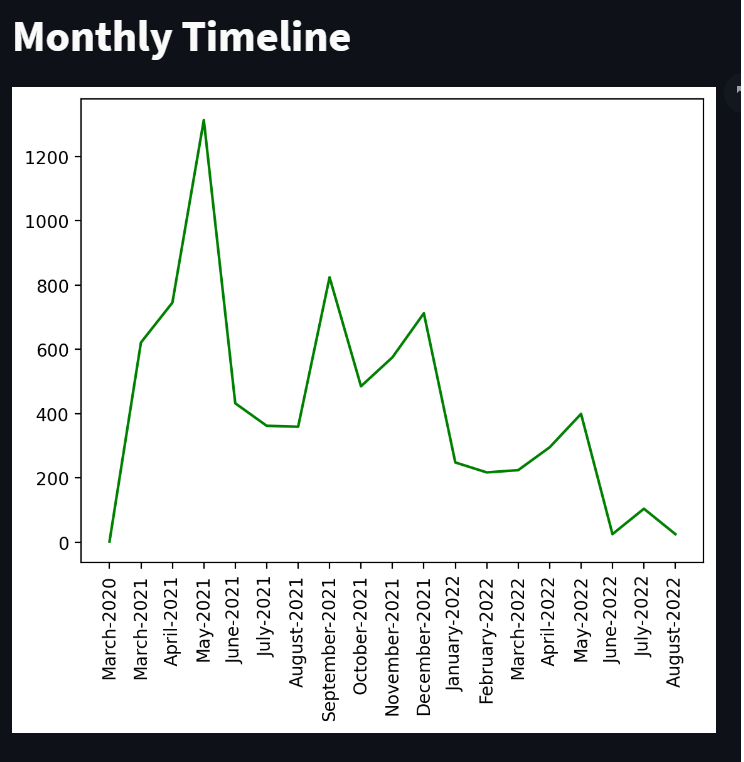 Monthly Timeline
1200
1000
800
600
400
200
0
March-2020
March-2021
April-2021
May-2021
June-2021
July-2021
August-2021
September-2021
October-2021
November-2021
December-2021
January-2022
February-2022
March-2022
April-2022
May-2022
June-2022
July-2022
August-2022